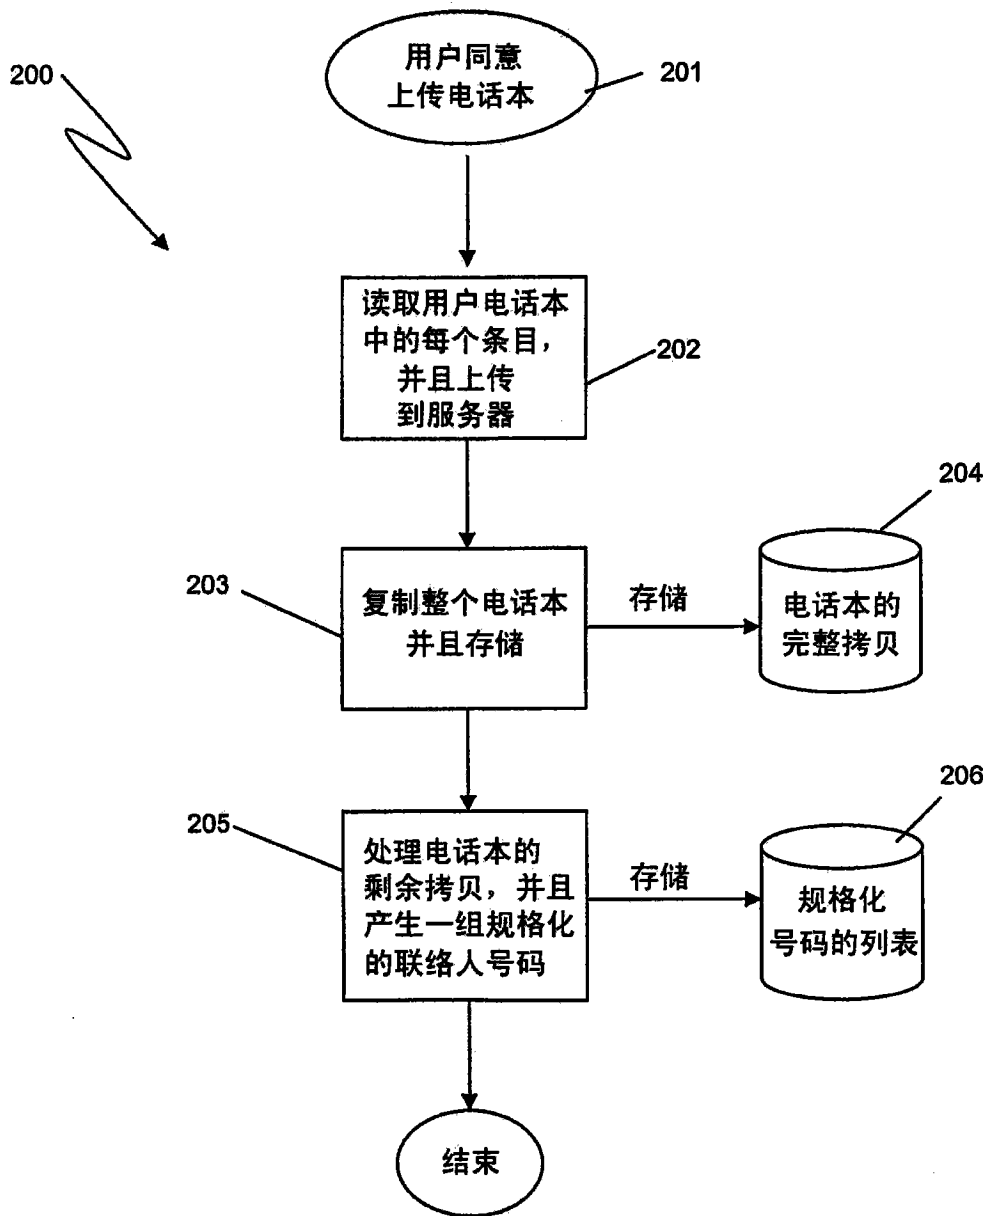 200
用户同意
上传电话本
201
读取用户电话本
中的每个条目，
并且上传
到服务器
202
203
复制整个电话本
并且存储
存储
204
电话本的
完整拷贝
205
处理电话本的
剩余拷贝，并且
产生一组规格化
的联络人号码
存储
206
规格化
号码的列表
结束